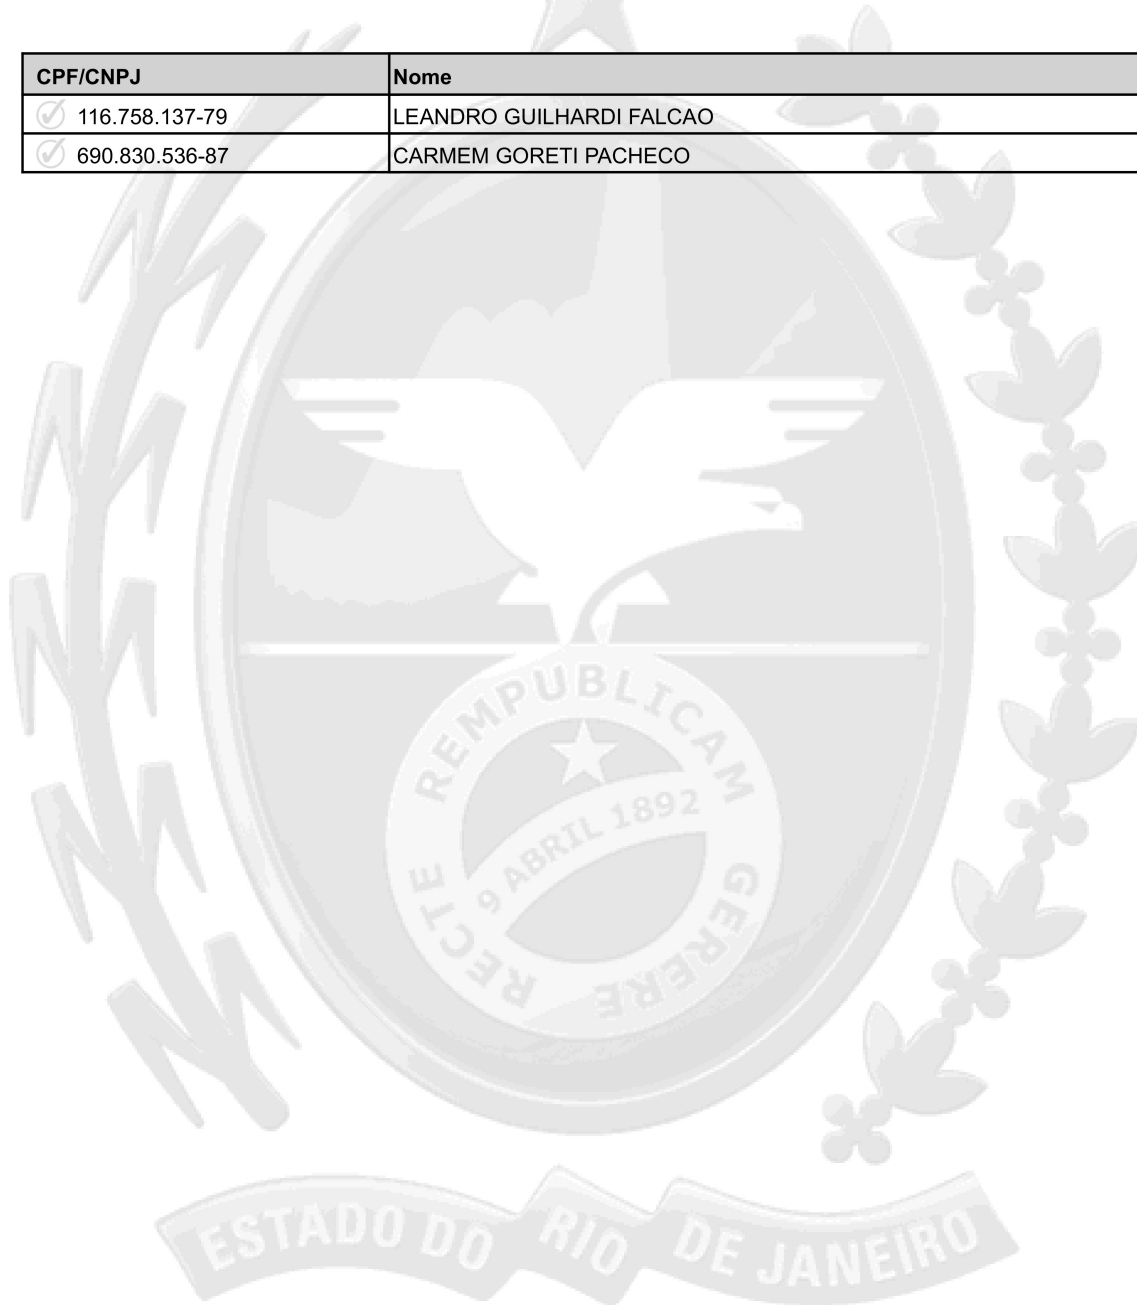 CPF/CNPJ Nome
116.758.137-79 LEANDRO GUILHARDI FALCAO
690.830.536-87 CARMEM GORETI PACHECO
REMPUBLICAM
9 ABRIL 1892
RECTE GERERE
ESTADO DO RIO DE JANEIRO